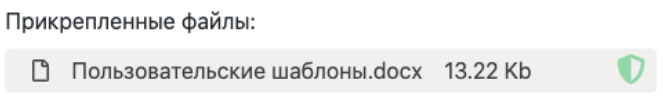 Прикрепленные файлы:
Пользовательские шаблоны.docx 13.22 Kb